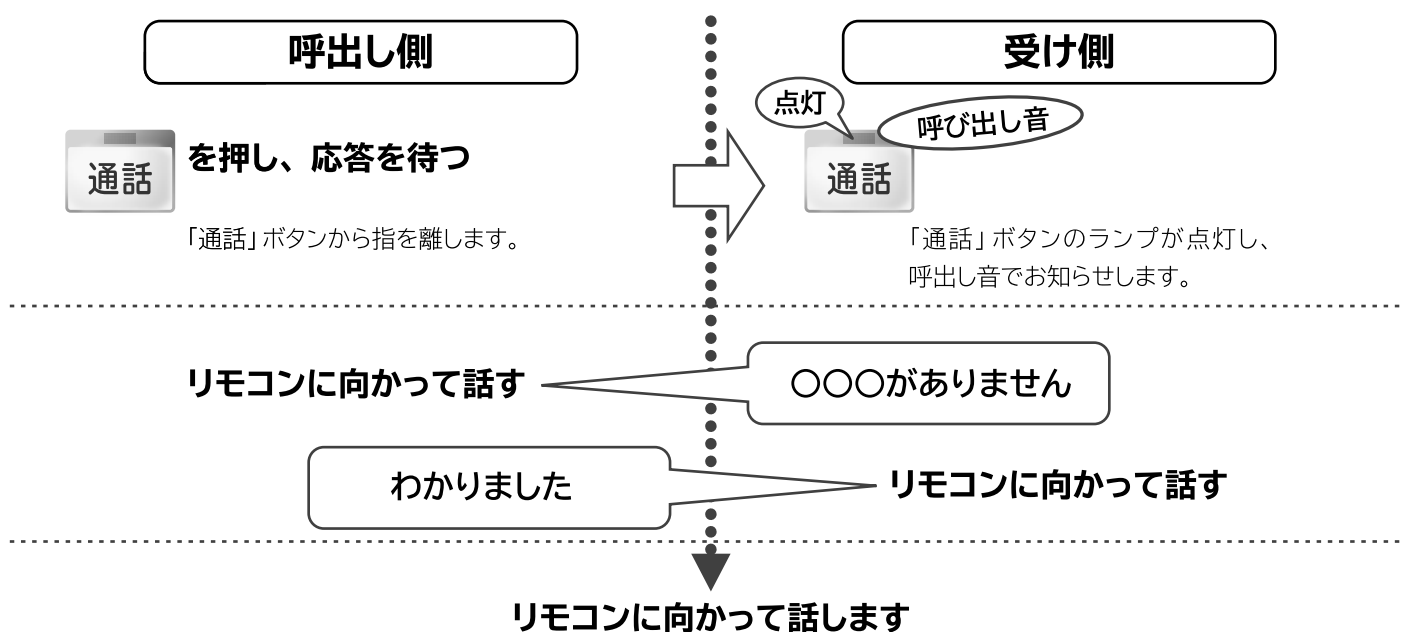 呼出し側
受け側
点灯
呼び出し音
通話 を押し、応答を待つ
通話
「通話」ボタンから指を離します。
「通話」ボタンのランプが点灯し、
呼出し音でお知らせします。
リモコンに向かって話す
〇〇〇がありません
わかりました
リモコンに向かって話す
リモコンに向かって話します